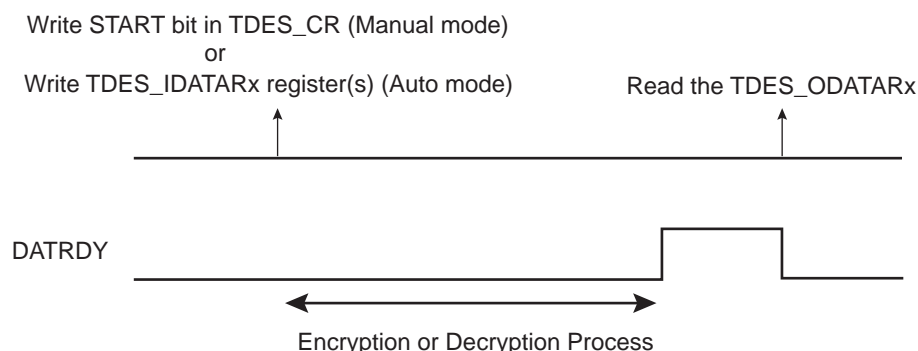 Write START bit in TDES_CR (Manual mode)
or
Write TDES_IDATARx register(s) (Auto mode)
Read the TDES_ODATARx
DATRDY
Encryption or Decryption Process